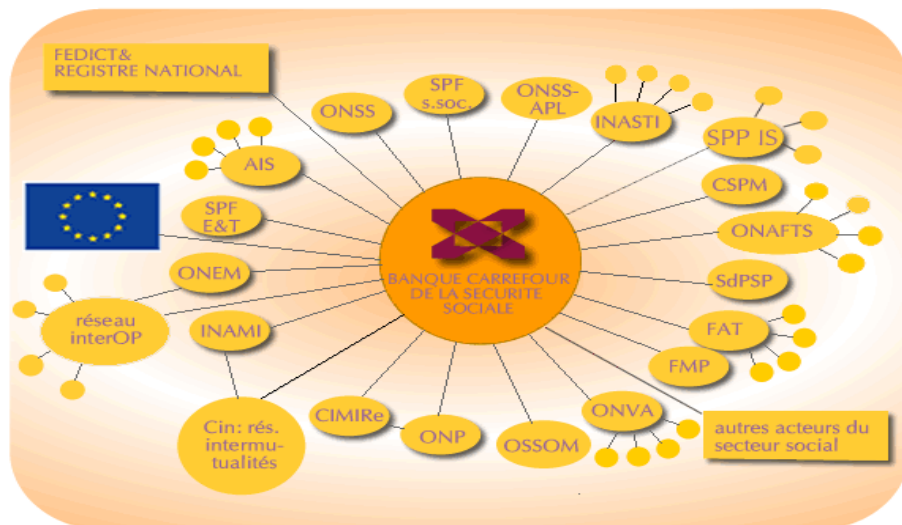 FEDICT&
REGISTRE NATIONAL
ONSS
SPF
s.soc.
ONSS-
APL
INASTI
SPP IS
AIS
CSPM
SPF
E&T
ONAFTS
ONEM
BANQUE CARREFOUR
DE LA SECURITE
SOCIALE
SdPSP
réseau
interOP
INAMI
FAT
FMP
CIMIRe
ONVA
Cin: rés.
intermu-
tualités
ONP
OSSOM
autres acteurs du
secteur social